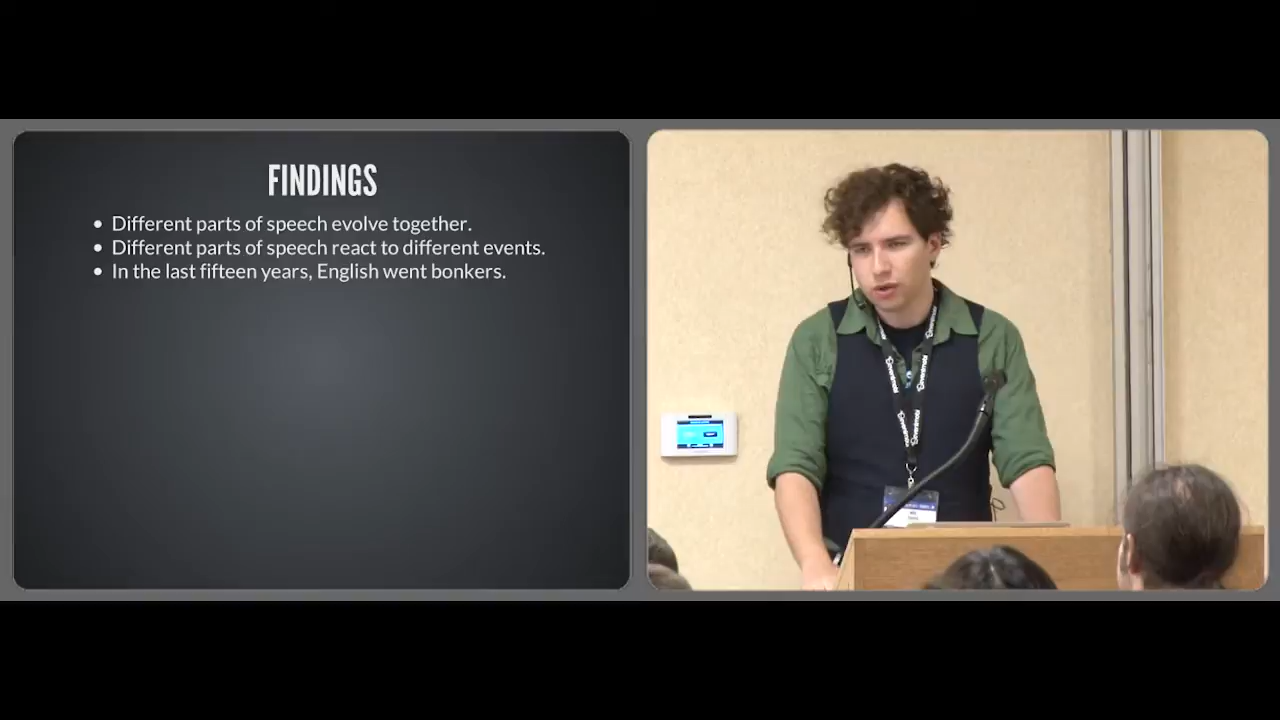 FINDINGS
• Different parts of speech evolve together.
• Different parts of speech react to different events.
• In the last fifteen years, English went bonkers.